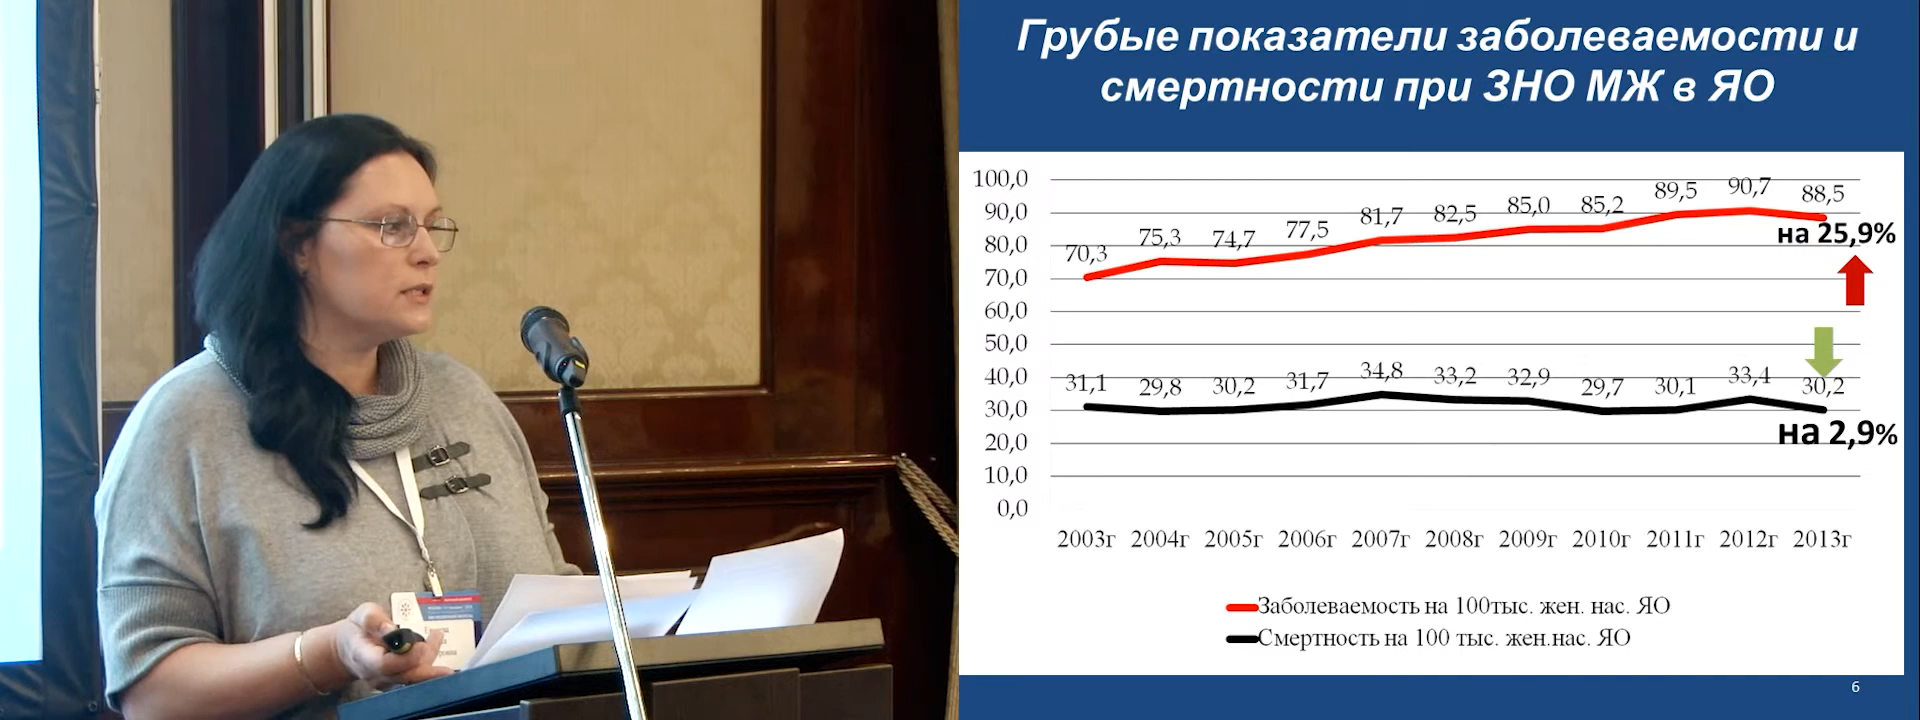 Грубые показатели заболеваемости и
смертности при ЗНО МЖ в ЯО
100,0
90,0
80,0
70,0
60,0
50,0
40,0
30,0
20,0
10,0
0,0
70,3 75,3 74,7 77,5 81,7 82,5 85,0 85,2 89,5 90,7 88,5
на 25,9%
31,1 29,8 30,2 31,7 34,8 33,2 32,9 29,7 30,1 33,4 30,2
на 2,9%
2003г 2004г 2005г 2006г 2007г 2008г 2009г 2010г 2011г 2012г 2013г
Заболеваемость на 100тыс. жен. нас. ЯО
Смертность на 100 тыс. жен.нас. ЯО
6